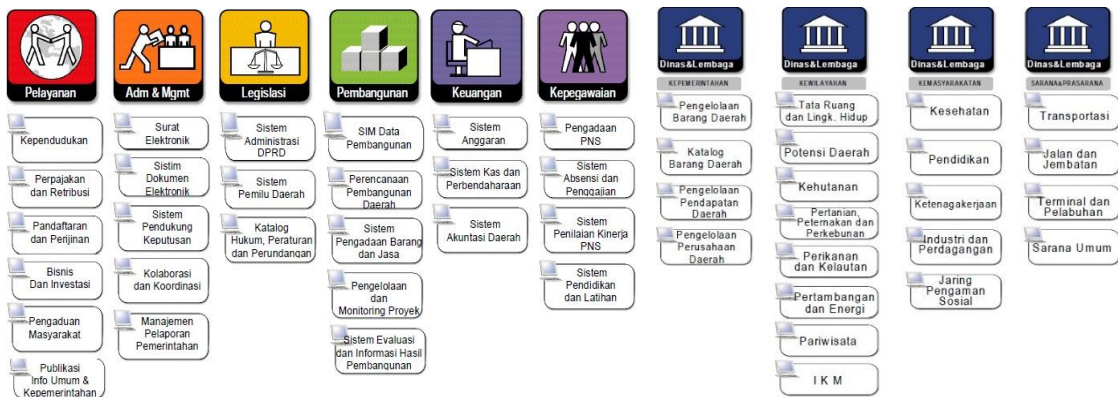 Pelayanan
Kependudukan
Perpajakan
dan Retribusi
Pandaftaran
dan Perijinan
Bisnis
Dan Investasi
Pengaduan
Masyarakat
Publikasi
Info Umum &
Kepemerintahan
Adm & Mgmt
Surat
Elektronik
Sistim
Dokumen
Elektronik
Sistem
Pendukung
Keputusan
Kolaborasi
dan Koordinasi
Manajemen
Pelaporan
Pemerintahan
Legislasi
Sistem
Administrasi
DPRD
Sistem
Pemilu Daerah
Katalog
Hukum, Peraturan
dan Perundangan
Pembangunan
SIM Data
Pembangunan
Perencanaan
Pembangunan
Daerah
Sistem
Pengadaan Barang
dan Jasa
Pengelolaan
dan
Monitoring Proyek
Sistem Evaluasi
dan Informasi Hasil
Pembangunan
Keuangan
Sistem
Anggaran
Sistem Kas dan
Perbendaharaan
Sistem
Akuntasi Daerah
Kepegawaian
Pengadaan
PNS
Sistem
Absensi dan
Penggajian
Sistem
Penilaian Kinerja
PNS
Sistem
Pendidikan
dan Latihan
Dinas&Lembaga
KEPEMERINTAHAN
Pengelolaan
Barang Daerah
Katalog
Barang Daerah
Pengelolaan
Pendapatan
Daerah
Pengelolaan
Perusahaan
Daerah
Dinas&Lembaga
KEWILAYAHAN
Tata Ruang
dan Lingk. Hidup
Potensi Daerah
Kehutanan
Pertanian,
Peternakan dan
Perkebunan
Perikanan
dan Kelautan
Pertambangan
dan Energi
Pariwisata
I K M
Dinas&Lembaga
KEMASYARAKATAN
Kesehatan
Pendidikan
Ketenagakerjaan
Industri dan
Perdagangan
Jaring
Pengaman
Sosial
Dinas&Lembaga
SARANA&PRASARANA
Transportasi
Jalan dan
Jembatan
Terminal dan
Pelabuhan
Sarana Umum